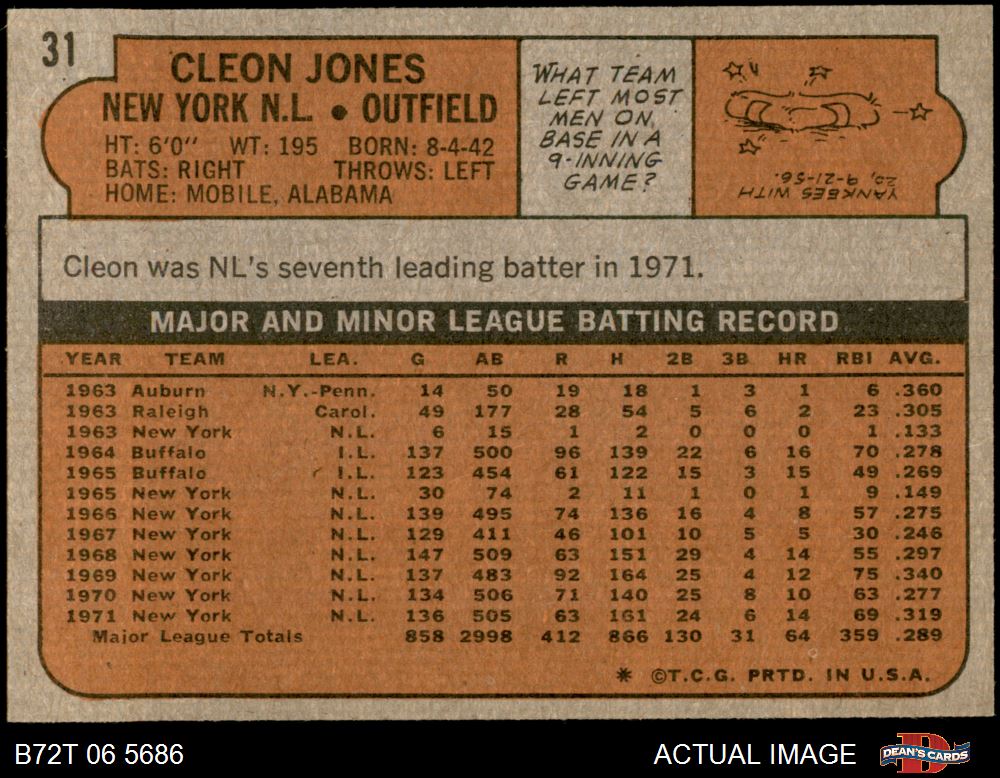 31
CLEON JONES
NEW YORK N.L. • OUTFIELD
HT: 6'0" WT: 195 BORN: 8-4-42
BATS: RIGHT THROWS: LEFT
HOME: MOBILE, ALABAMA
WHAT TEAM
LEFT MOST
MEN ON
BASE IN A
9-INNING
GAME?
YANKEES WITH
20, 9-21-56.
Cleon was NL's seventh leading batter in 1971.
MAJOR AND MINOR LEAGUE BATTING RECORD
YEAR TEAM LEA. G AB R H 2B 3B HR RBI AVG.
1963 Auburn N.Y.-Penn. 14 50 19 18 1 3 1 6 .360
1963 Raleigh Carol. 49 177 28 54 5 6 2 23 .305
1963 New York N.L. 6 15 1 2 0 0 0 1 .133
1964 Buffalo I.L. 137 500 96 139 22 6 16 70 .278
1965 Buffalo I.L. 123 454 61 122 15 3 15 49 .269
1965 New York N.L. 30 74 2 11 1 0 1 9 .149
1966 New York N.L. 139 495 74 136 16 4 8 57 .275
1967 New York N.L. 129 411 46 101 10 5 5 30 .246
1968 New York N.L. 147 509 63 151 29 4 14 55 .297
1969 New York N.L. 137 483 92 164 25 4 12 75 .340
1970 New York N.L. 134 506 71 140 25 8 10 63 .277
1971 New York N.L. 136 505 63 161 24 6 14 69 .319
Major League Totals 858 2998 412 866 130 31 64 359 .289
* ©T.C.G. PRTD. IN U.S.A.
B72T 06 5686
ACTUAL IMAGE
DEAN'S CARDS